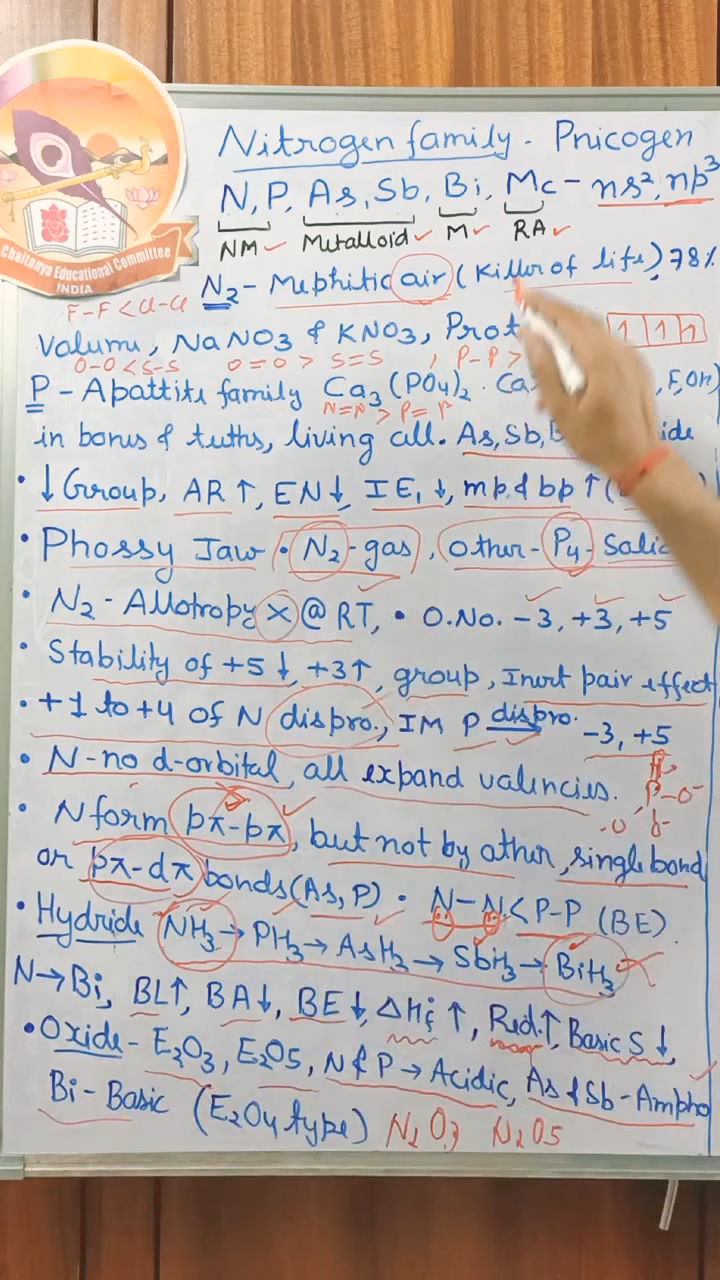 Chaitanya Educational Committee
INDIA
Nitrogen family - Pnicogen
N, P, As, Sb, Bi, Mc - ns², np³
NM Metalloid M RA
N₂ - Mephitic air (Killer of life), 78%
F-F < Cl-Cl
Volume, NaNO₃ & KNO₃, Prot 1 1 1
O-O < S-S O=O > S=S , P-P >
P - Apattite family Ca₃(PO₄)₂. Ca , F, OH)
N≡N > P≡P
in bones & teeths, living all. As, Sb, ide
• ↓ Group, AR ↑, EN ↓, IE₁ ↓, mp & bp ↑ (
• Phossy Jaw • N₂-gas, Other - P₄ - Solid
• N₂ - Allotropy × @ RT, • O.No. -3, +3, +5
• Stability of +5 ↓, +3 ↑, group, Inert pair effect
• +1 to +4 of N dispro., IM P dispro. -3, +5
• N - no d-orbital, all expand valencies.
P-O⁻
• N form pπ-pπ, but not by other, single bond
or pπ-dπ bonds (As, P) • N-N < P-P (BE)
• Hydride NH₃ → PH₃ → AsH₃ → SbH₃ → BiH₃
N → Bi, BL ↑, BA ↓, BE ↓, ΔHf ↑, Red. ↑, Basic S ↓
• Oxide - E₂O₃, E₂O₅, N & P → Acidic, As & Sb - Ampho
Bi - Basic (E₂O₄ type) N₂O₃ N₂O5